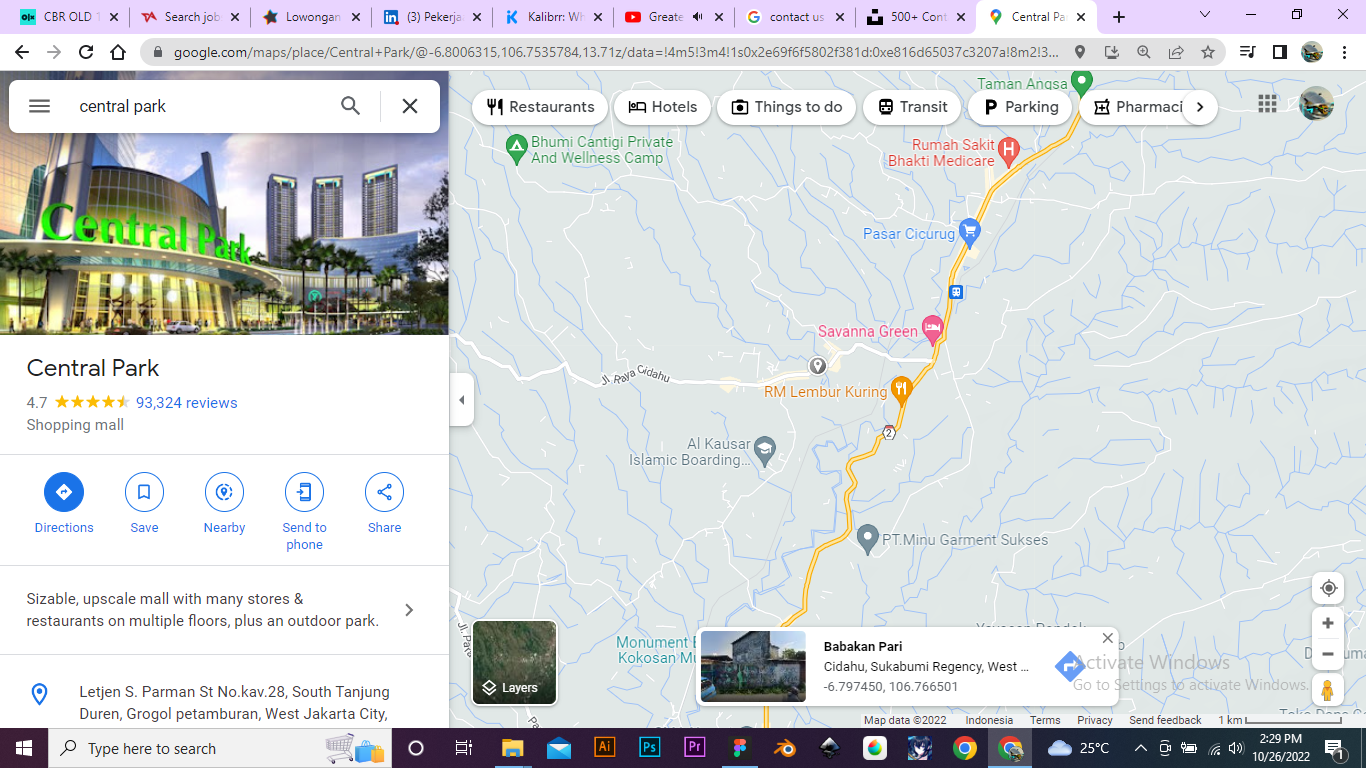 CBR OLD T
Search job
Lowongan
(3) Pekerja
Kalibrr: Wh
Greate
contact us
500+ Cont
Central Pa
google.com/maps/place/Central+Park/@-6.8006315,106.7535784,13.71z/data=!4m5!3m4!1s0x2e69f6f5802f381d:0xe816d65037c3207a!8m2!3...
central park
Restaurants
Hotels
Things to do
Transit
Parking
Pharmaci
Central Park
Central Park
4.7
93,324 reviews
Shopping mall
Directions
Save
Nearby
Send to
phone
Share
Sizable, upscale mall with many stores &
restaurants on multiple floors, plus an outdoor park.
Letjen S. Parman St No.kav.28, South Tanjung
Duren, Grogol petamburan, West Jakarta City,
Taman Angsa
Bhumi Cantigi Private
And Wellness Camp
Rumah Sakit
Bhakti Medicare
H
Pasar Cicurug
Savanna Green
Jl. Raya Cidahu
RM Lembur Kuring
2
Al Kausar
Islamic Boarding...
PT.Minu Garment Sukses
Monument
Kokosan Mu
Layers
Babakan Pari
Cidahu, Sukabumi Regency, West ...
-6.797450, 106.766501
Activate Windows
Go to Settings to activate Windows.
Map data ©2022
Indonesia
Terms
Privacy
Send feedback
1 km
Type here to search
Ai
Ps
Pr
25°C
2:29 PM
10/26/2022
1